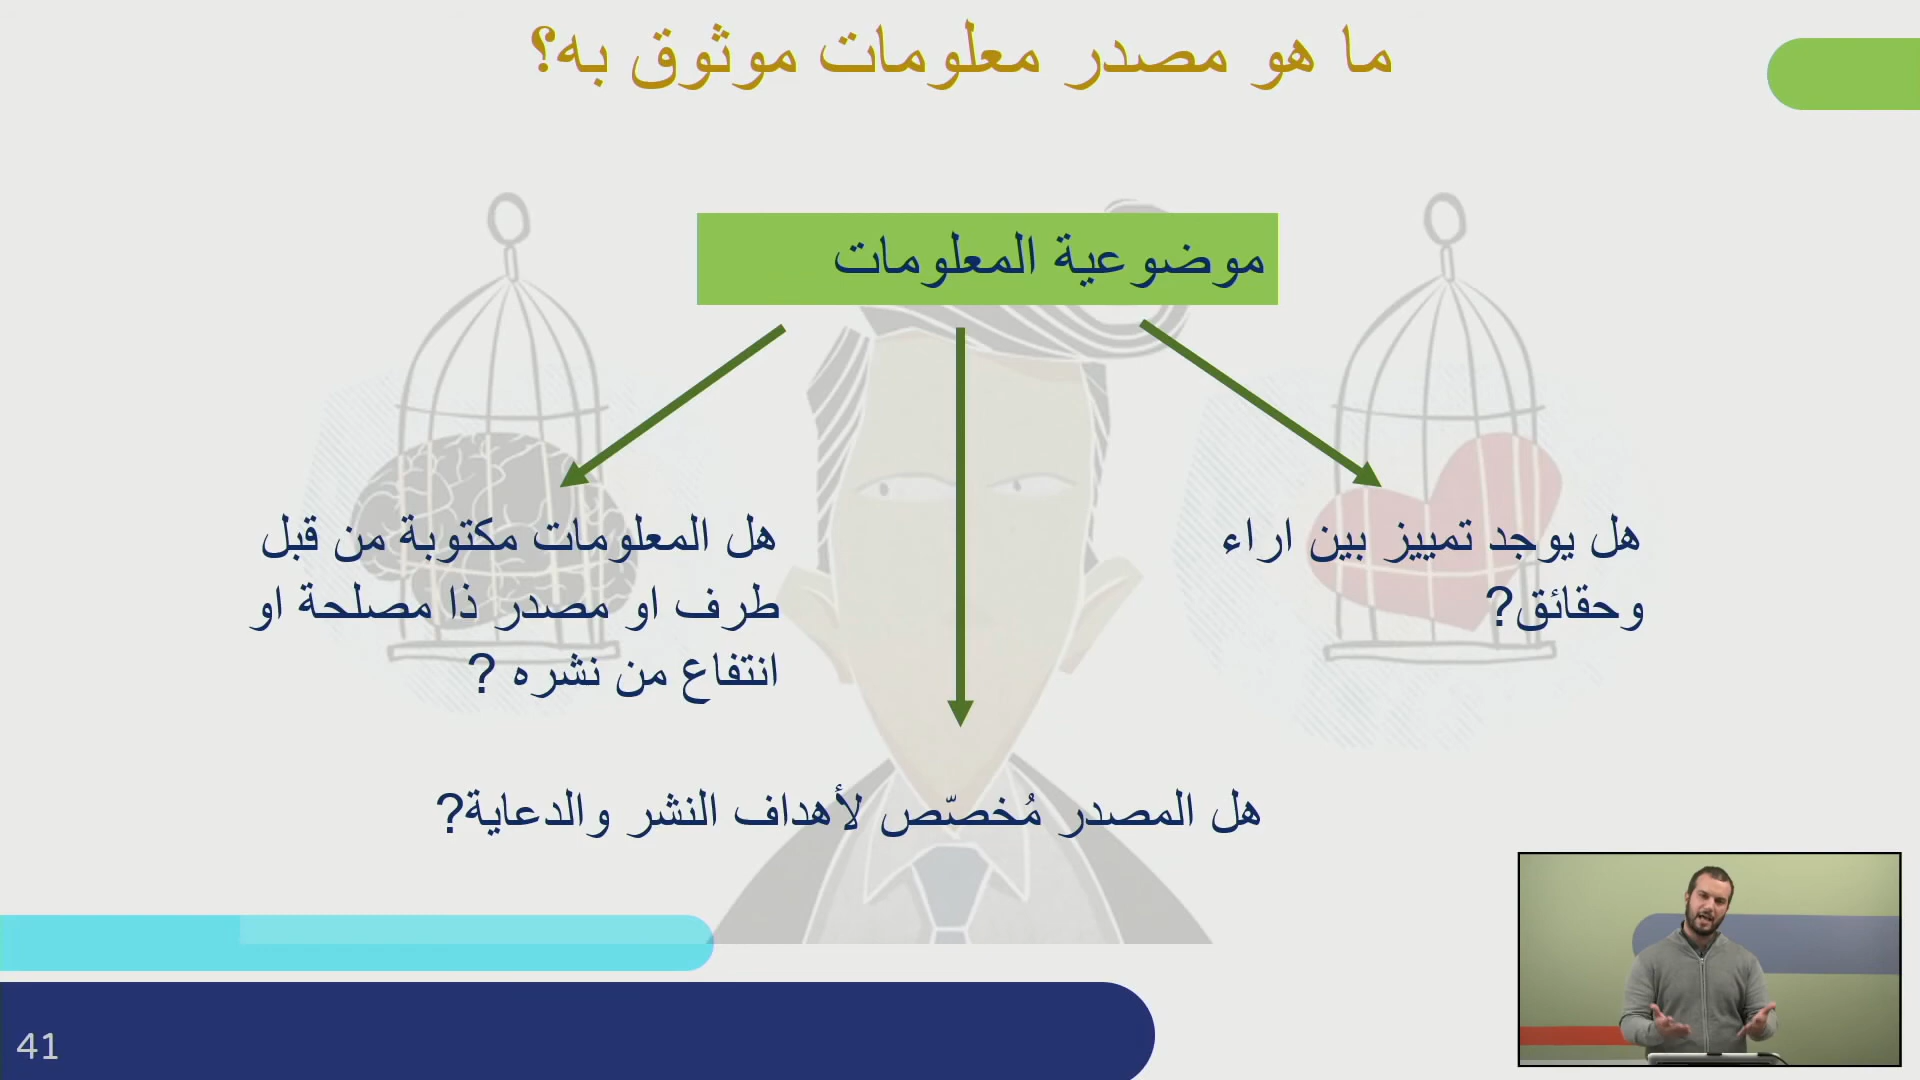 ما هو مصدر معلومات موثوق به؟
موضوعية المعلومات
هل يوجد تمييز بين اراء
وحقائق?
هل المعلومات مكتوبة من قبل
طرف او مصدر ذا مصلحة او
انتفاع من نشره ?
هل المصدر مُخصّص لأهداف النشر والدعاية?
41